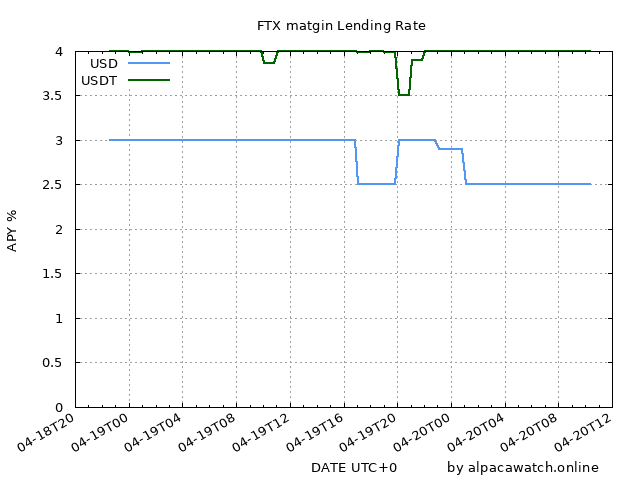 FTX matgin Lending Rate
USD
USDT
4
3.5
3
2.5
2
1.5
1
0.5
0
APY %
04-18T20
04-19T00
04-19T04
04-19T08
04-19T12
04-19T16
04-19T20
04-20T00
04-20T04
04-20T08
04-20T12
DATE UTC+0
by alpacawatch.online